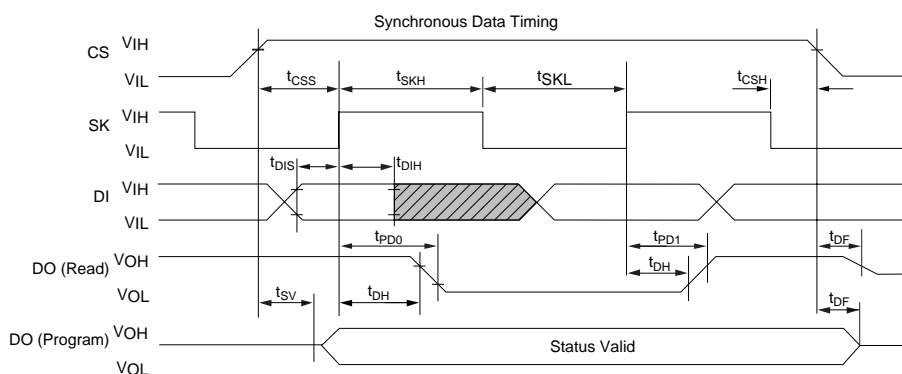 Synchronous Data Timing
CS VIH
VIL
tCSS tSKH tSKL tCSH
SK VIH
VIL
tDIS tDIH
DI VIH
VIL
tPD0 tPD1 tDF
DO (Read) VOH
VOL
tSV tDH tDH tDF
DO (Program) VOH
VOL
Status Valid